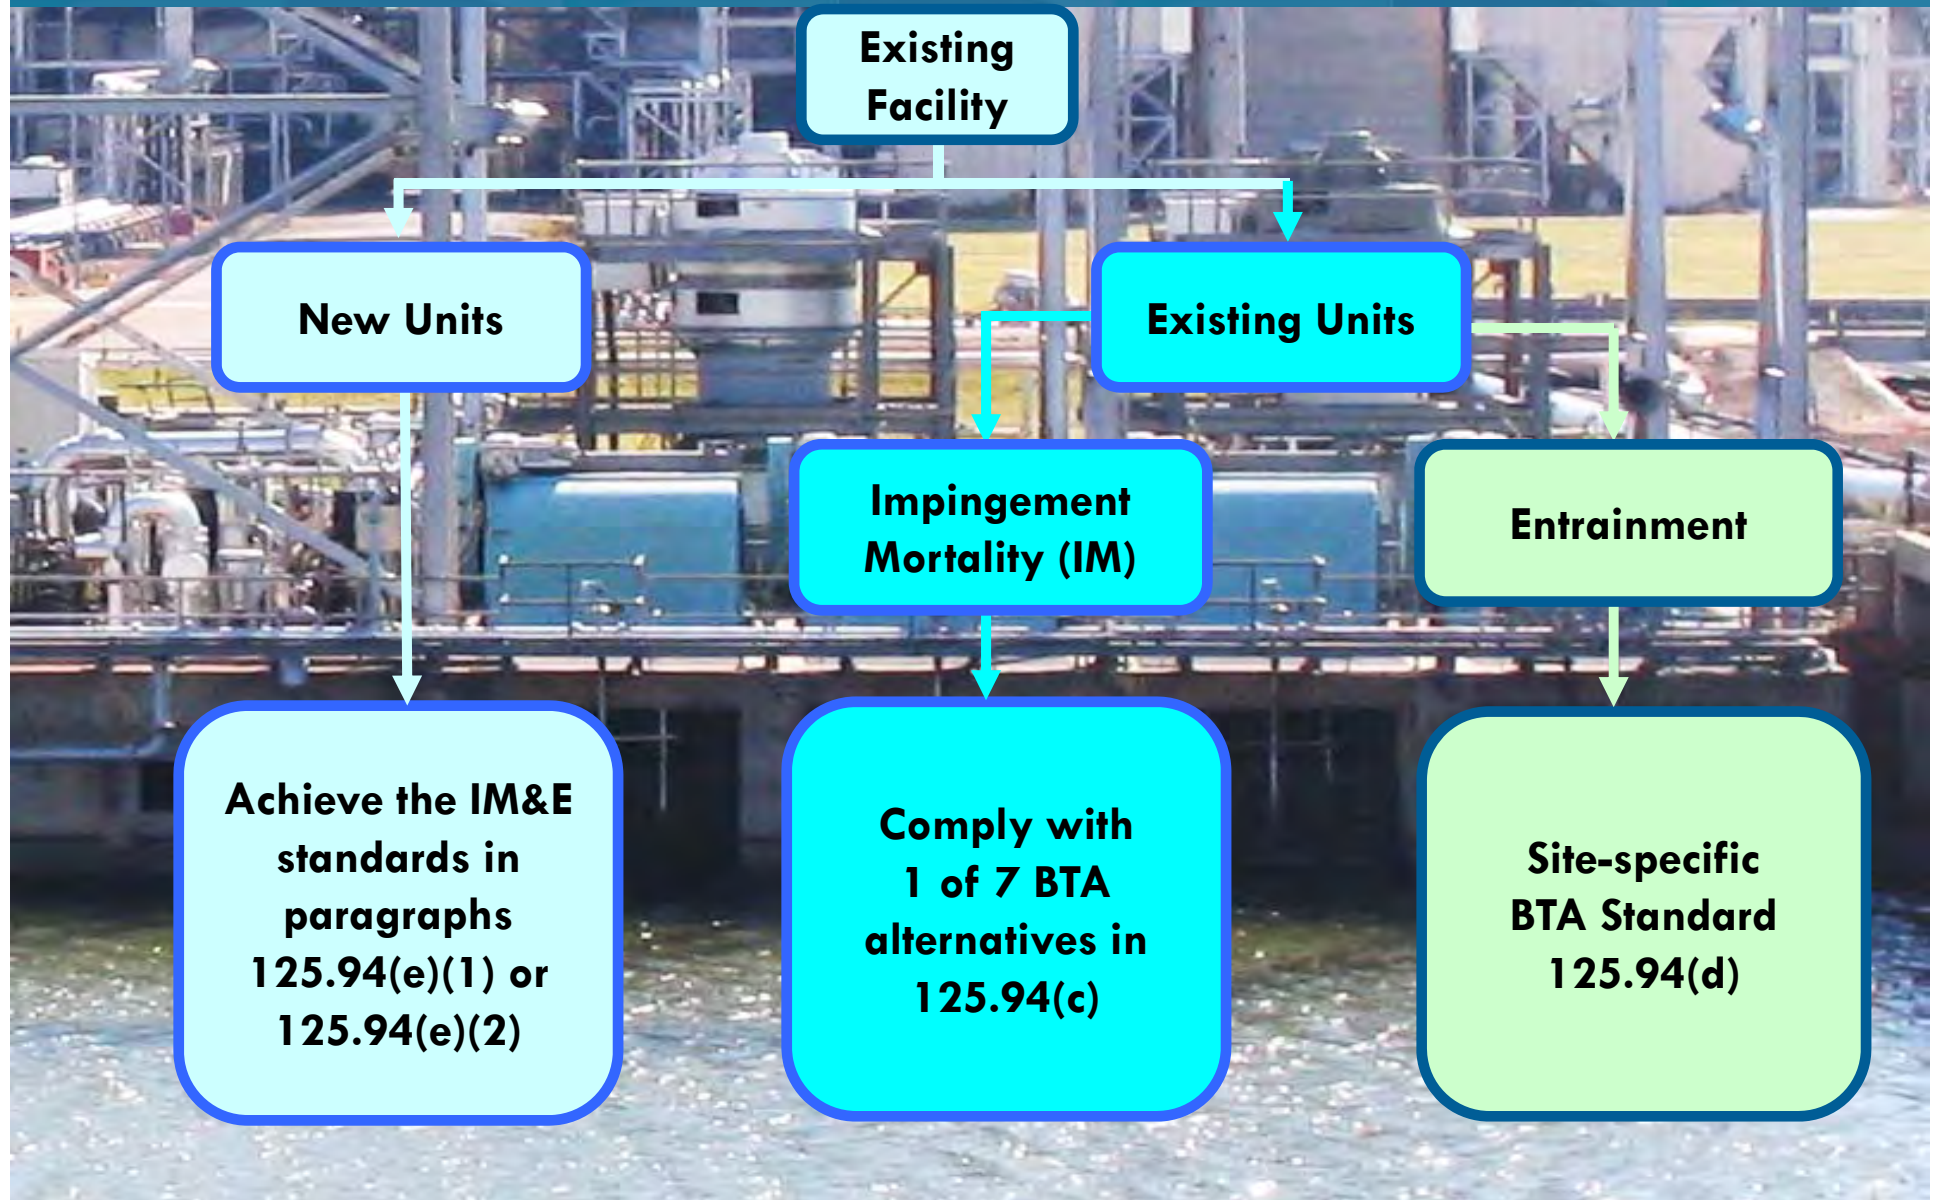 Existing
Facility
New Units
Existing Units
Impingement
Mortality (IM)
Entrainment
Achieve the IM&E
standards in
paragraphs
125.94(e)(1) or
125.94(e)(2)
Comply with
1 of 7 BTA
alternatives in
125.94(c)
Site-specific
BTA Standard
125.94(d)